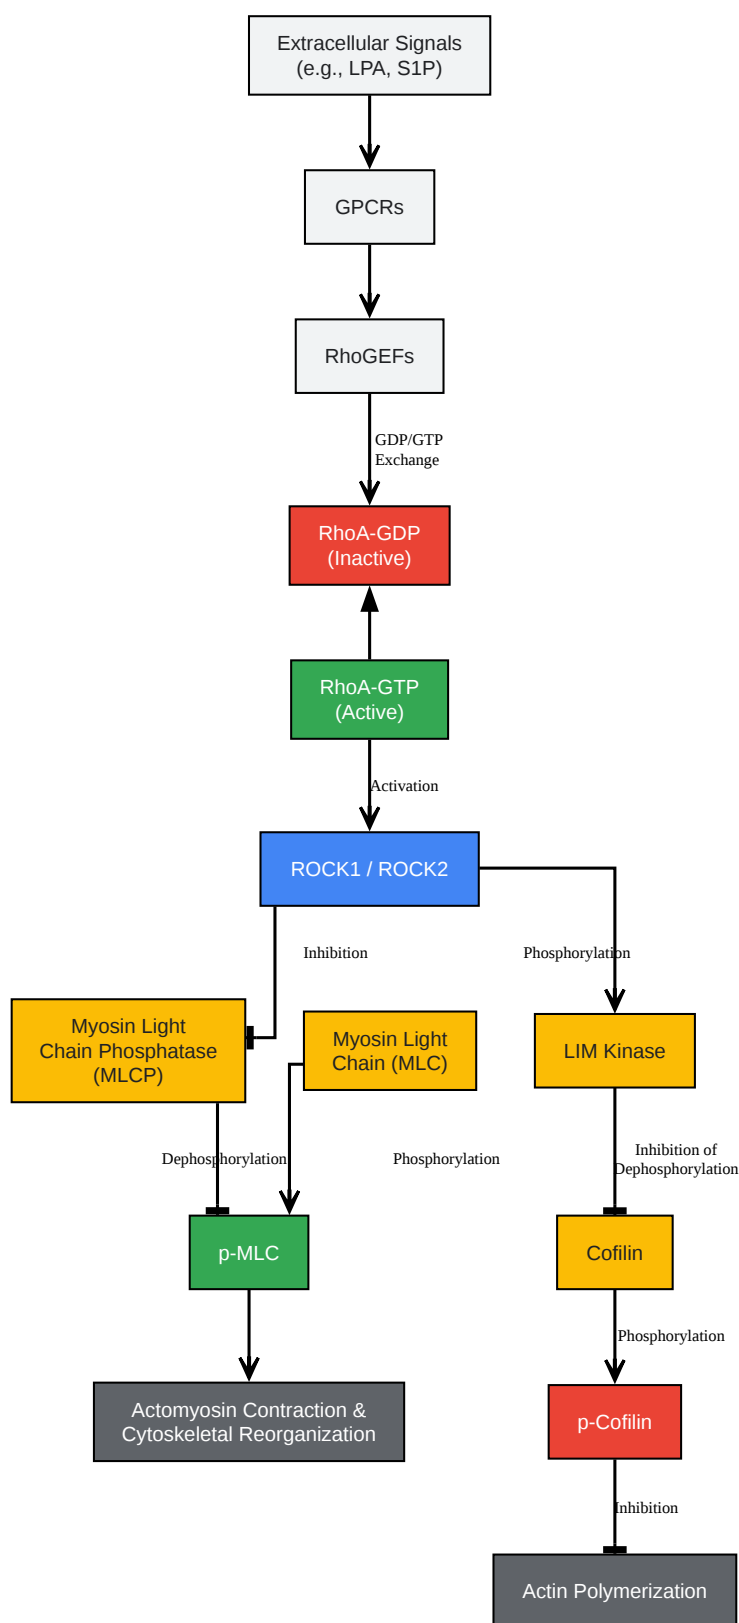 Extracellular Signals
(e.g., LPA, S1P)
GPCRs
RhoGEFs
GDP/GTP
Exchange
RhoA-GDP
(Inactive)
RhoA-GTP
(Active)
Activation
ROCK1 / ROCK2
Inhibition
Phosphorylation
Myosin Light
Chain Phosphatase
(MLCP)
Myosin Light
Chain (MLC)
LIM Kinase
Dephosphorylation
Phosphorylation
Inhibition of
Dephosphorylation
p-MLC
Cofilin
Phosphorylation
Actomyosin Contraction &
Cytoskeletal Reorganization
p-Cofilin
Inhibition
Actin Polymerization